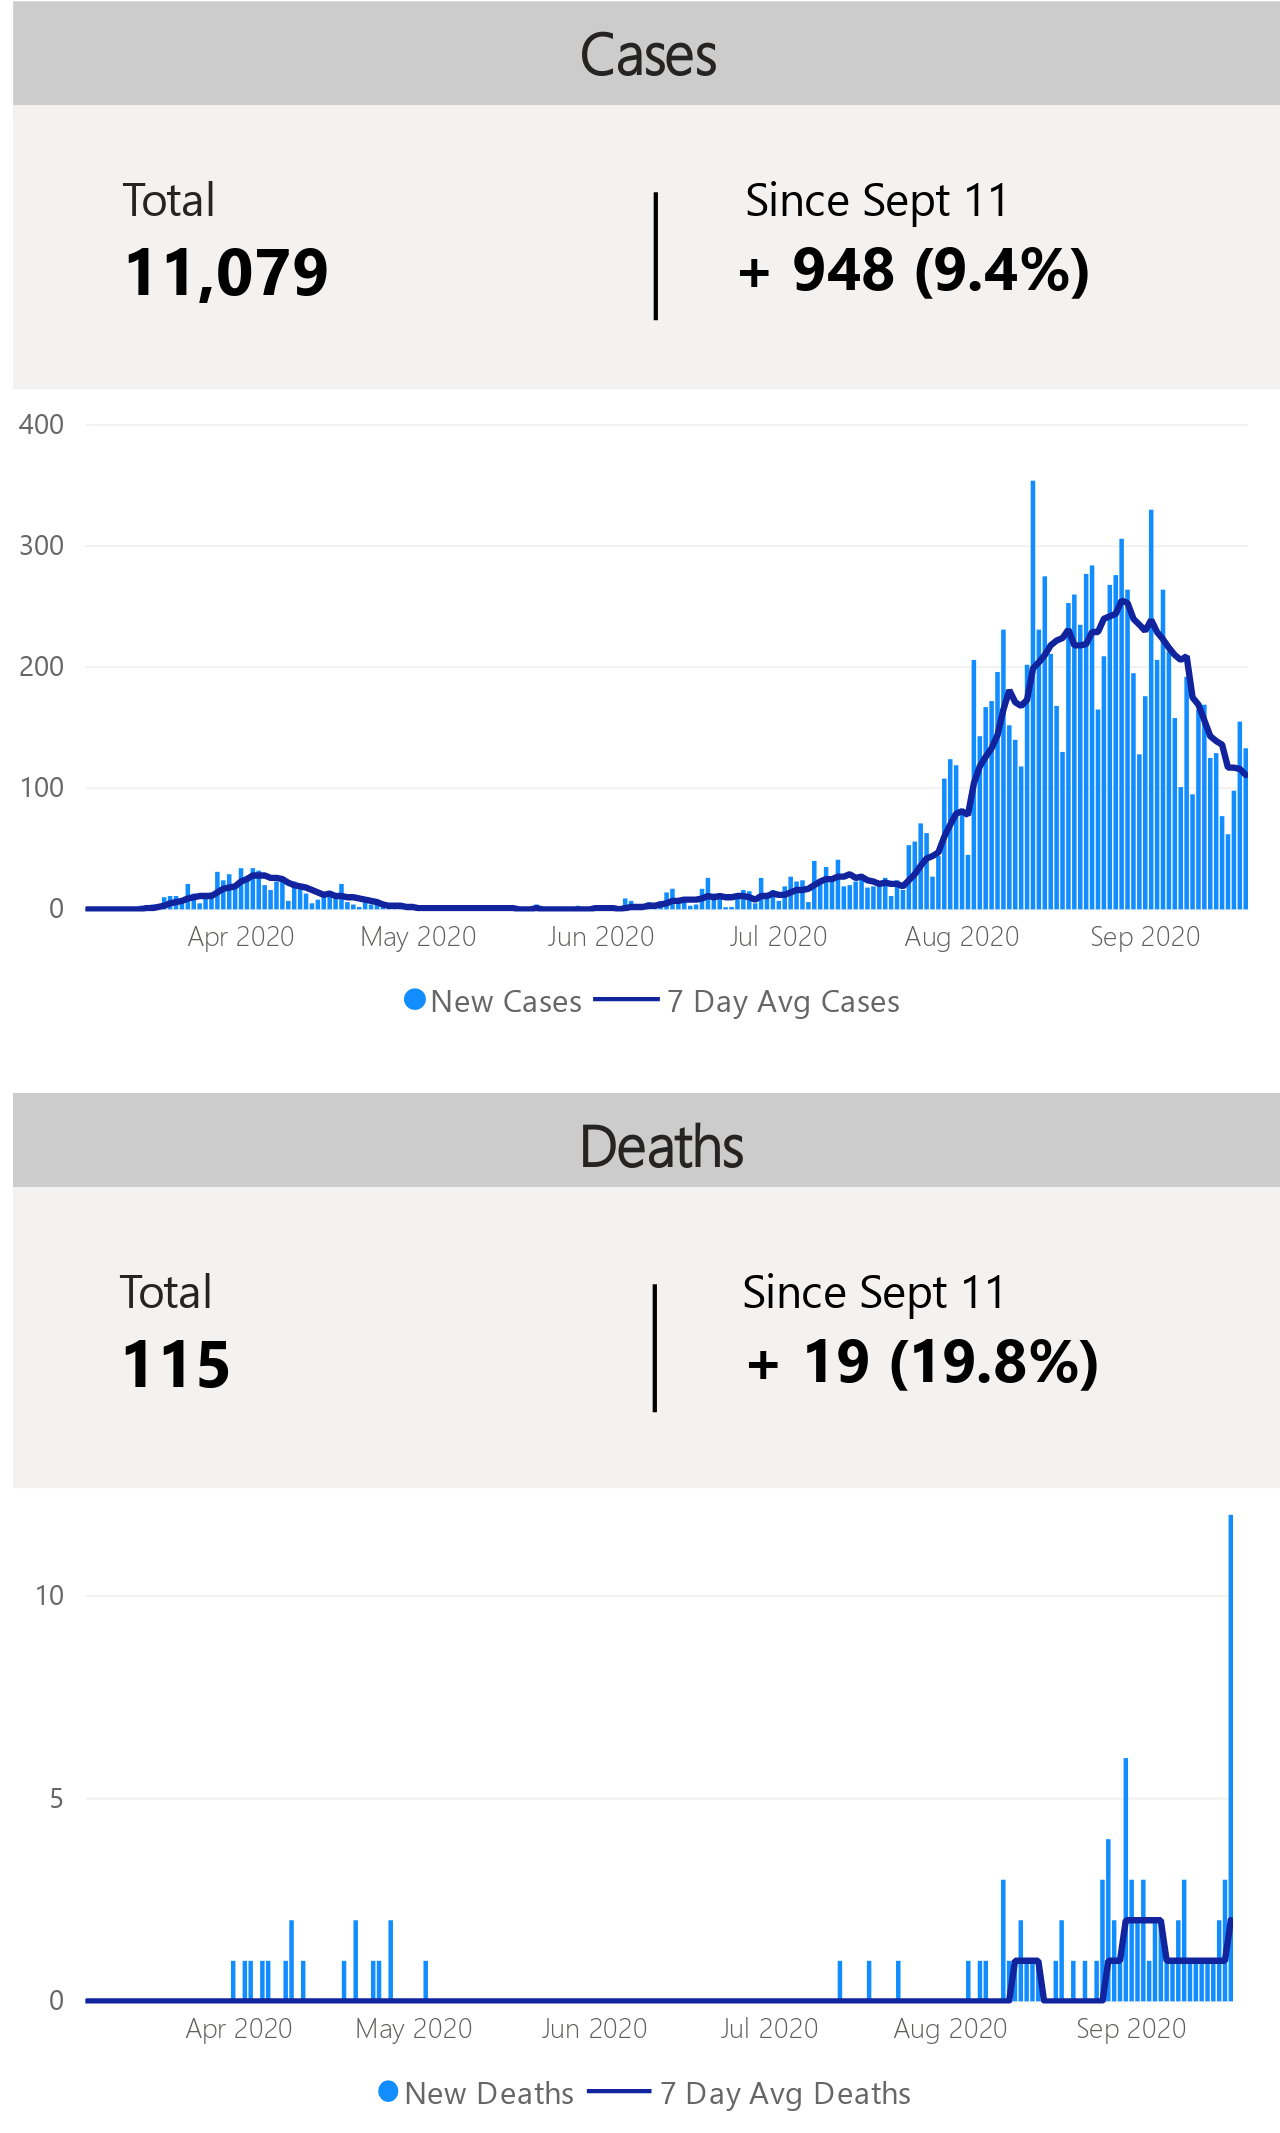 Cases
Total
Since Sept 11
11,079
+ 948 (9.4%)
400
300
200
100
0
Apr 2020 May 2020 Jun 2020 Jul 2020 Aug 2020 Sep 2020
New Cases 7 Day Avg Cases
Deaths
Total
Since Sept 11
115
+ 19 (19.8%)
10
5
0
Apr 2020 May 2020 Jun 2020 Jul 2020 Aug 2020 Sep 2020
New Deaths 7 Day Avg Deaths